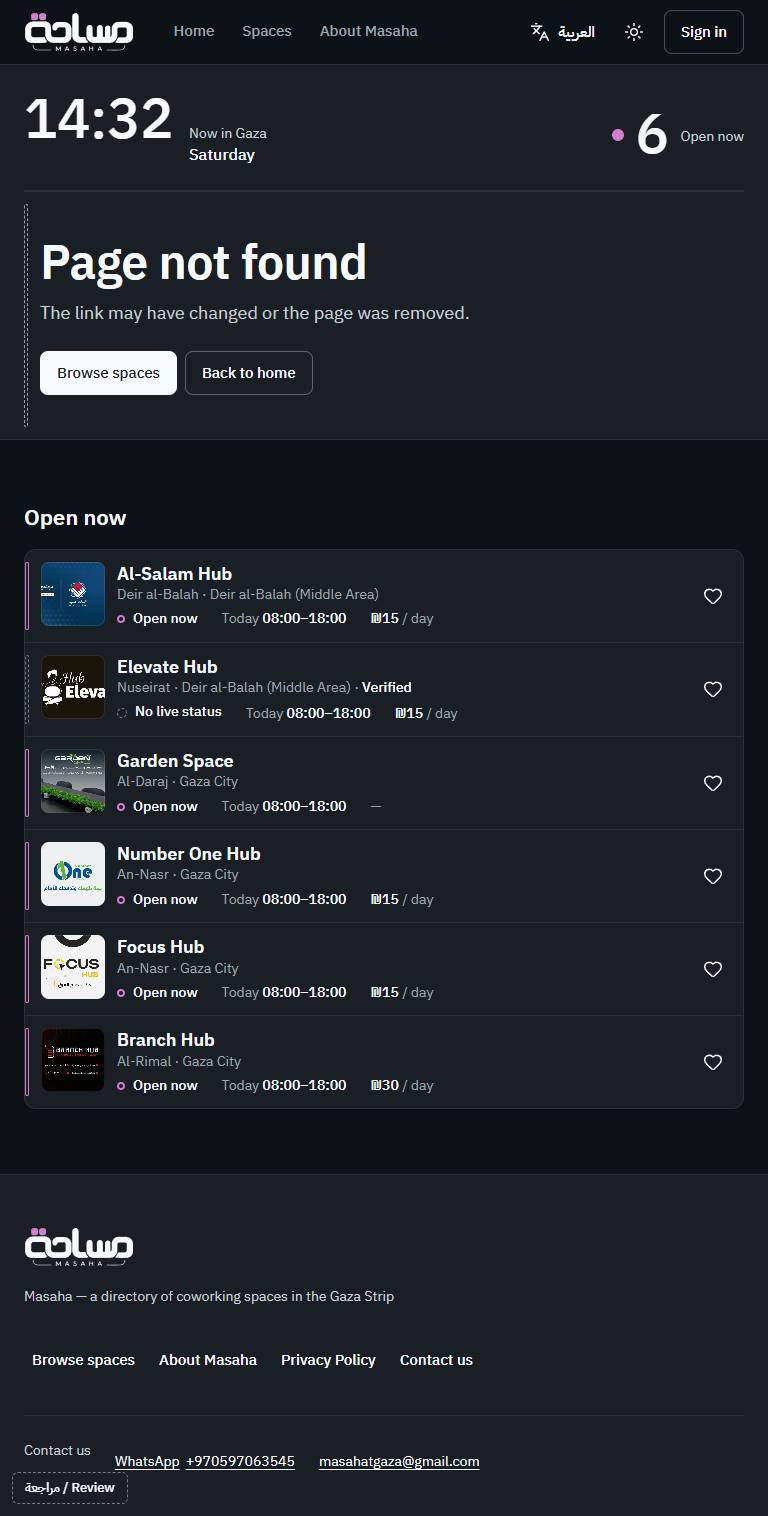 مساحة
MASAHA
Home
Spaces
About Masaha
العربية
Sign in
14:32
Now in Gaza
Saturday
6
Open now
Page not found
The link may have changed or the page was removed.
Browse spaces
Back to home
Open now
Al-Salam Hub
Deir al-Balah · Deir al-Balah (Middle Area)
Open now Today 08:00–18:00 ₪15 / day
Hub
Eleva
Elevate Hub
Nuseirat · Deir al-Balah (Middle Area) · Verified
No live status Today 08:00–18:00 ₪15 / day
GARDEN
Garden Space
Al-Daraj · Gaza City
Open now Today 08:00–18:00 —
One
Number One Hub
An-Nasr · Gaza City
Open now Today 08:00–18:00 ₪15 / day
FOCUS
HUB
Focus Hub
An-Nasr · Gaza City
Open now Today 08:00–18:00 ₪15 / day
BRANCH HUB
Branch Hub
Al-Rimal · Gaza City
Open now Today 08:00–18:00 ₪30 / day
مساحة
MASAHA
Masaha — a directory of coworking spaces in the Gaza Strip
Browse spaces
About Masaha
Privacy Policy
Contact us
Contact us
WhatsApp +970597063545
masahatgaza@gmail.com
مراجعة / Review